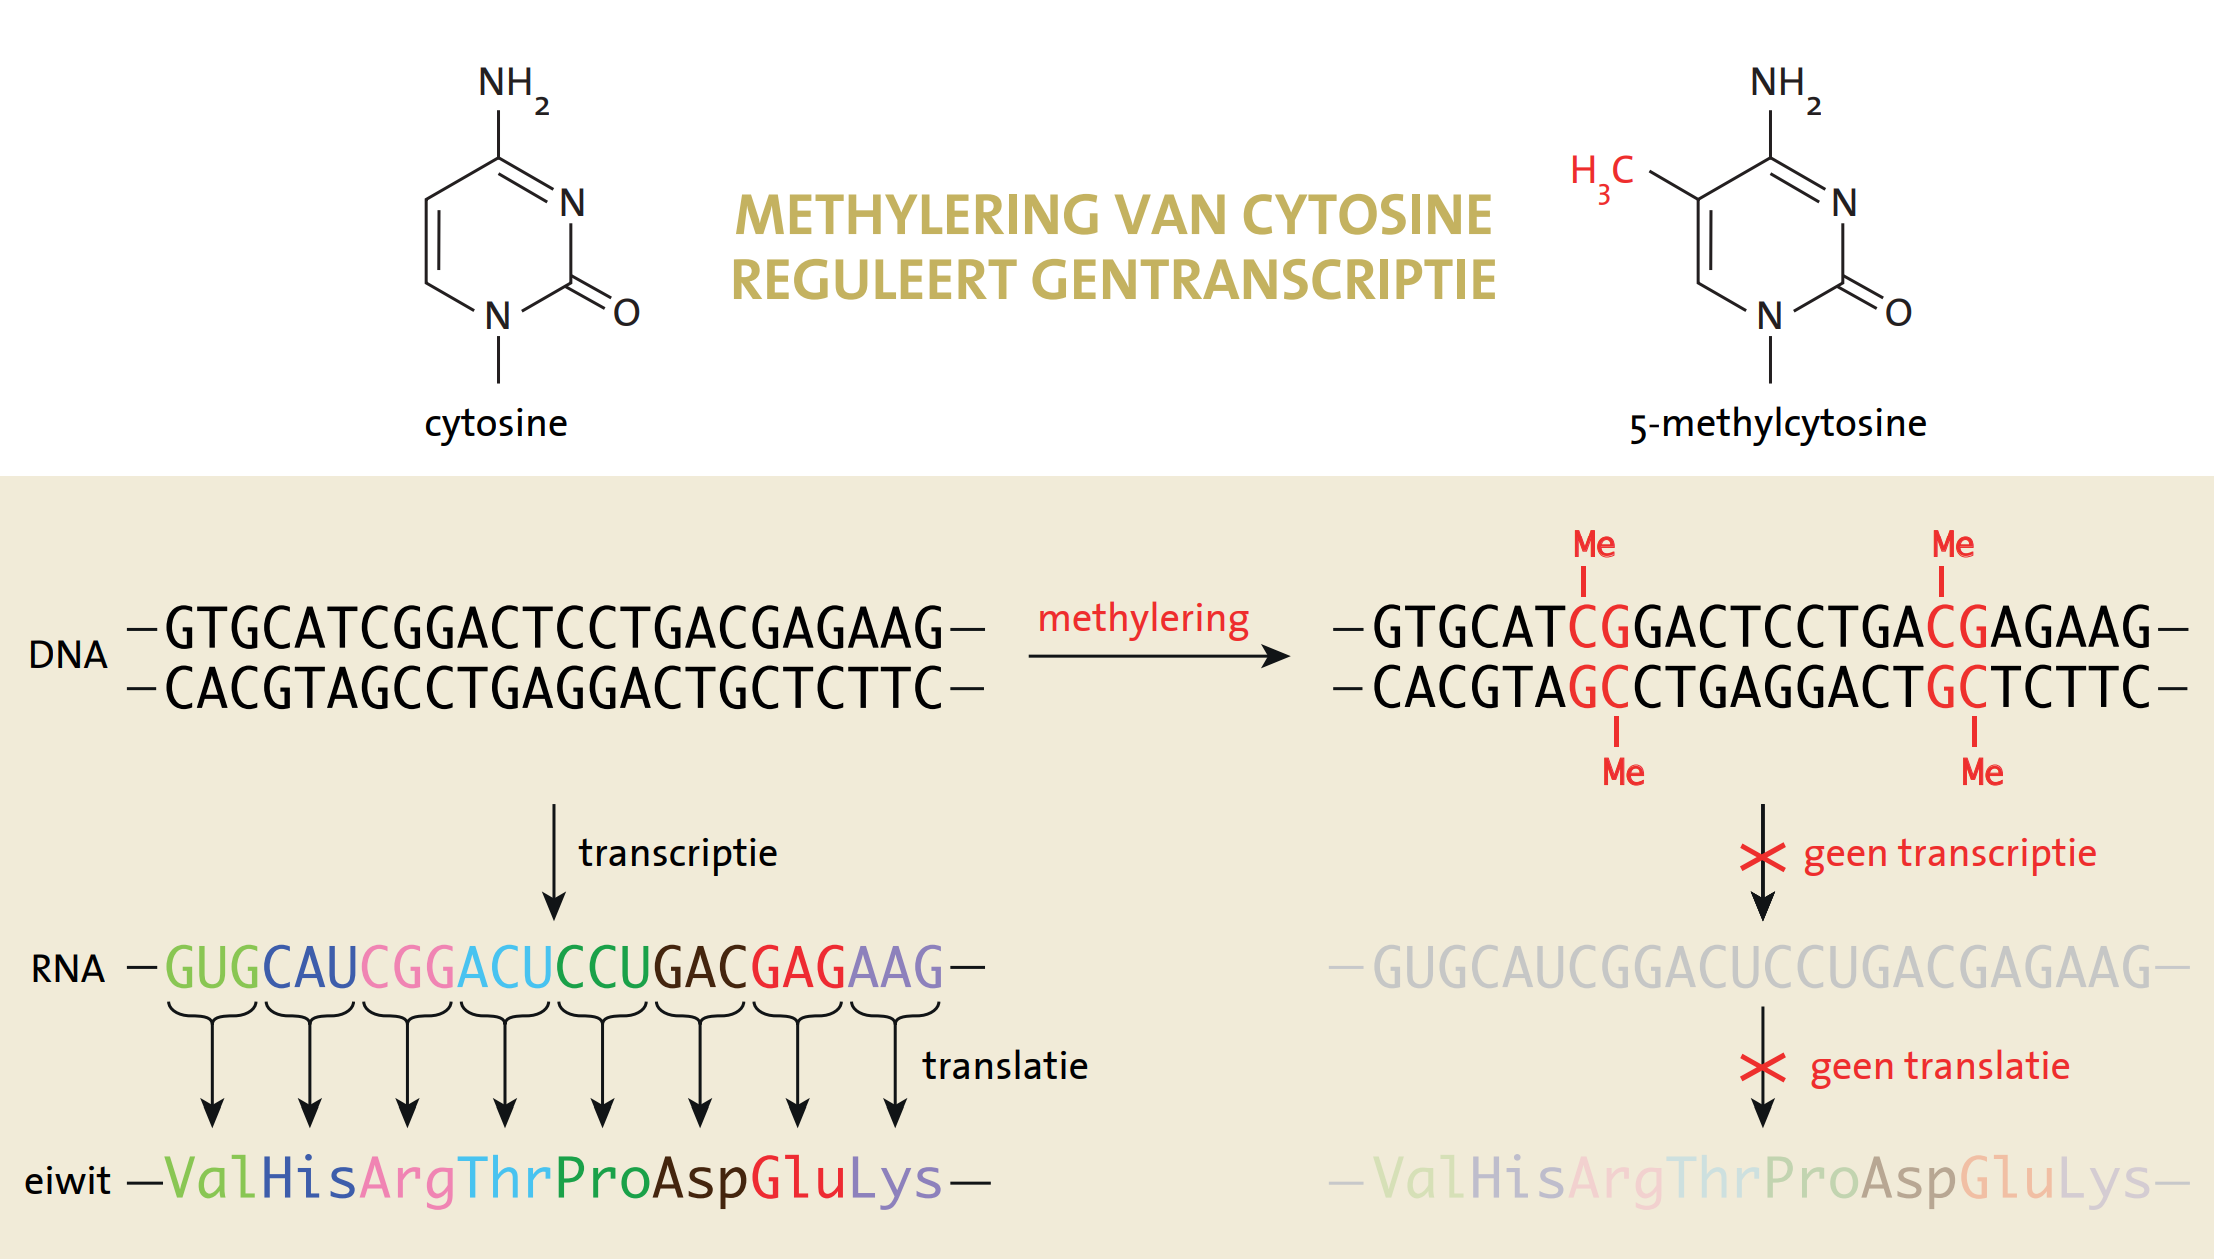 NH2
N
N
O
cytosine
METHYLERING VAN CYTOSINE
REGULEERT GENTRANSCRIPTIE
NH2
H3C
N
N
O
5-methylcytosine
DNA
–GTGCATCGGACTCCTGACGAGAAG–
–CACGTAGCCTGAGGACTGCTCTTC–
methylering
Me Me
–GTGCATCGGACTCCTGACGAGAAG–
–CACGTAGCCTGAGGACTGCTCTTC–
Me Me
transcriptie
geen transcriptie
RNA –GUGCAUCGGACUCCUGACGAGAAG–
–GUGCAUCGGACUCCUGACGAGAAG–
translatie
geen translatie
eiwit –ValHisArgThrProAspGluLys–
–ValHisArgThrProAspGluLys–